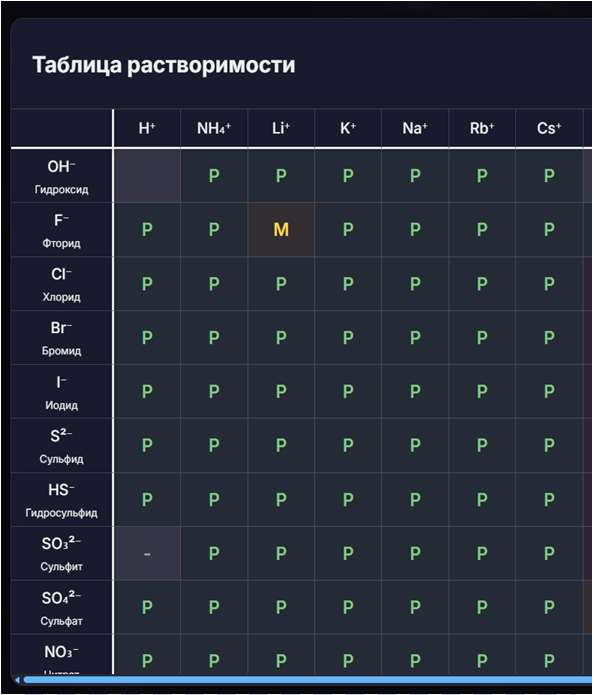 Таблица растворимости
H⁺ NH₄⁺ Li⁺ K⁺ Na⁺ Rb⁺ Cs⁺
OH⁻
Гидроксид
P P P P P P
F⁻
Фторид
P P M P P P P
Cl⁻
Хлорид
P P P P P P P
Br⁻
Бромид
P P P P P P P
I⁻
Иодид
P P P P P P P
S²⁻
Сульфид
P P P P P P P
HS⁻
Гидросульфид
P P P P P P P
SO₃²⁻
Сульфит
- P P P P P P
SO₄²⁻
Сульфат
P P P P P P P
NO₃⁻
P P P P P P P